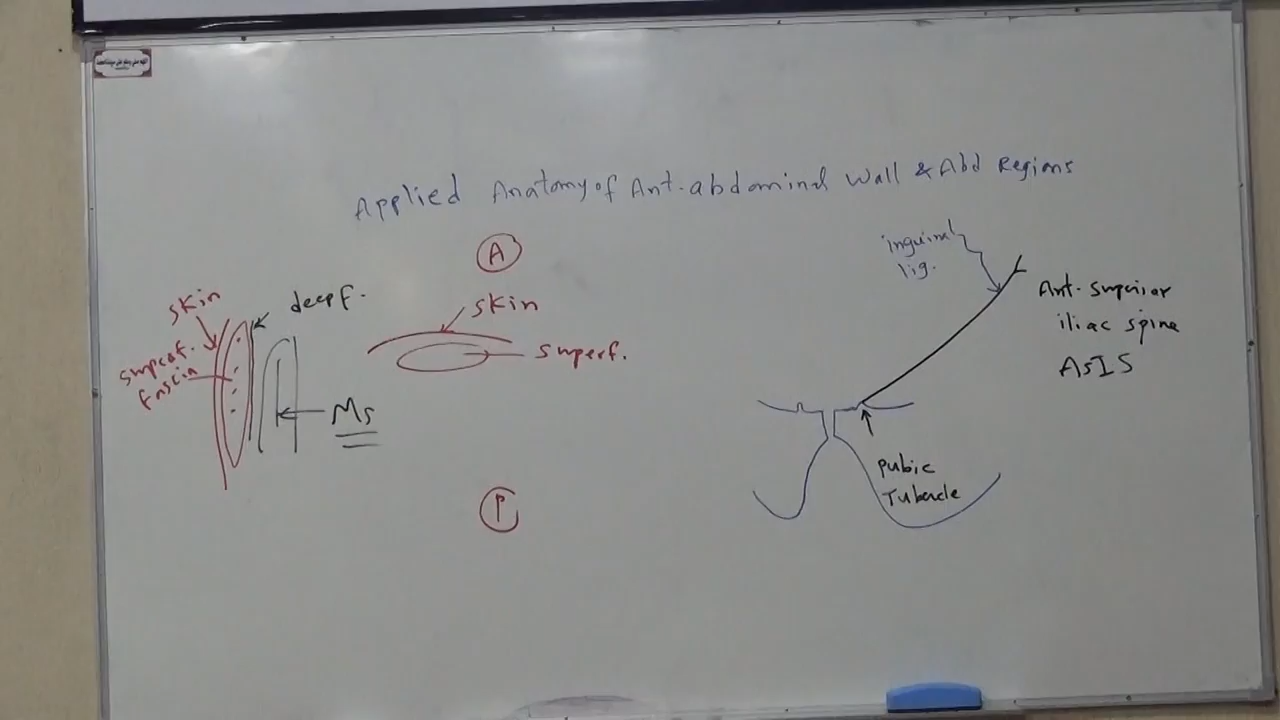 Applied Anatomy of Ant. abdominal Wall & Abd Regions
A
skin
superf.
skin
deep f.
fascia
Ms
P
inguinal
lig.
Ant. superior
iliac spine
ASIS
pubic
Tubercle